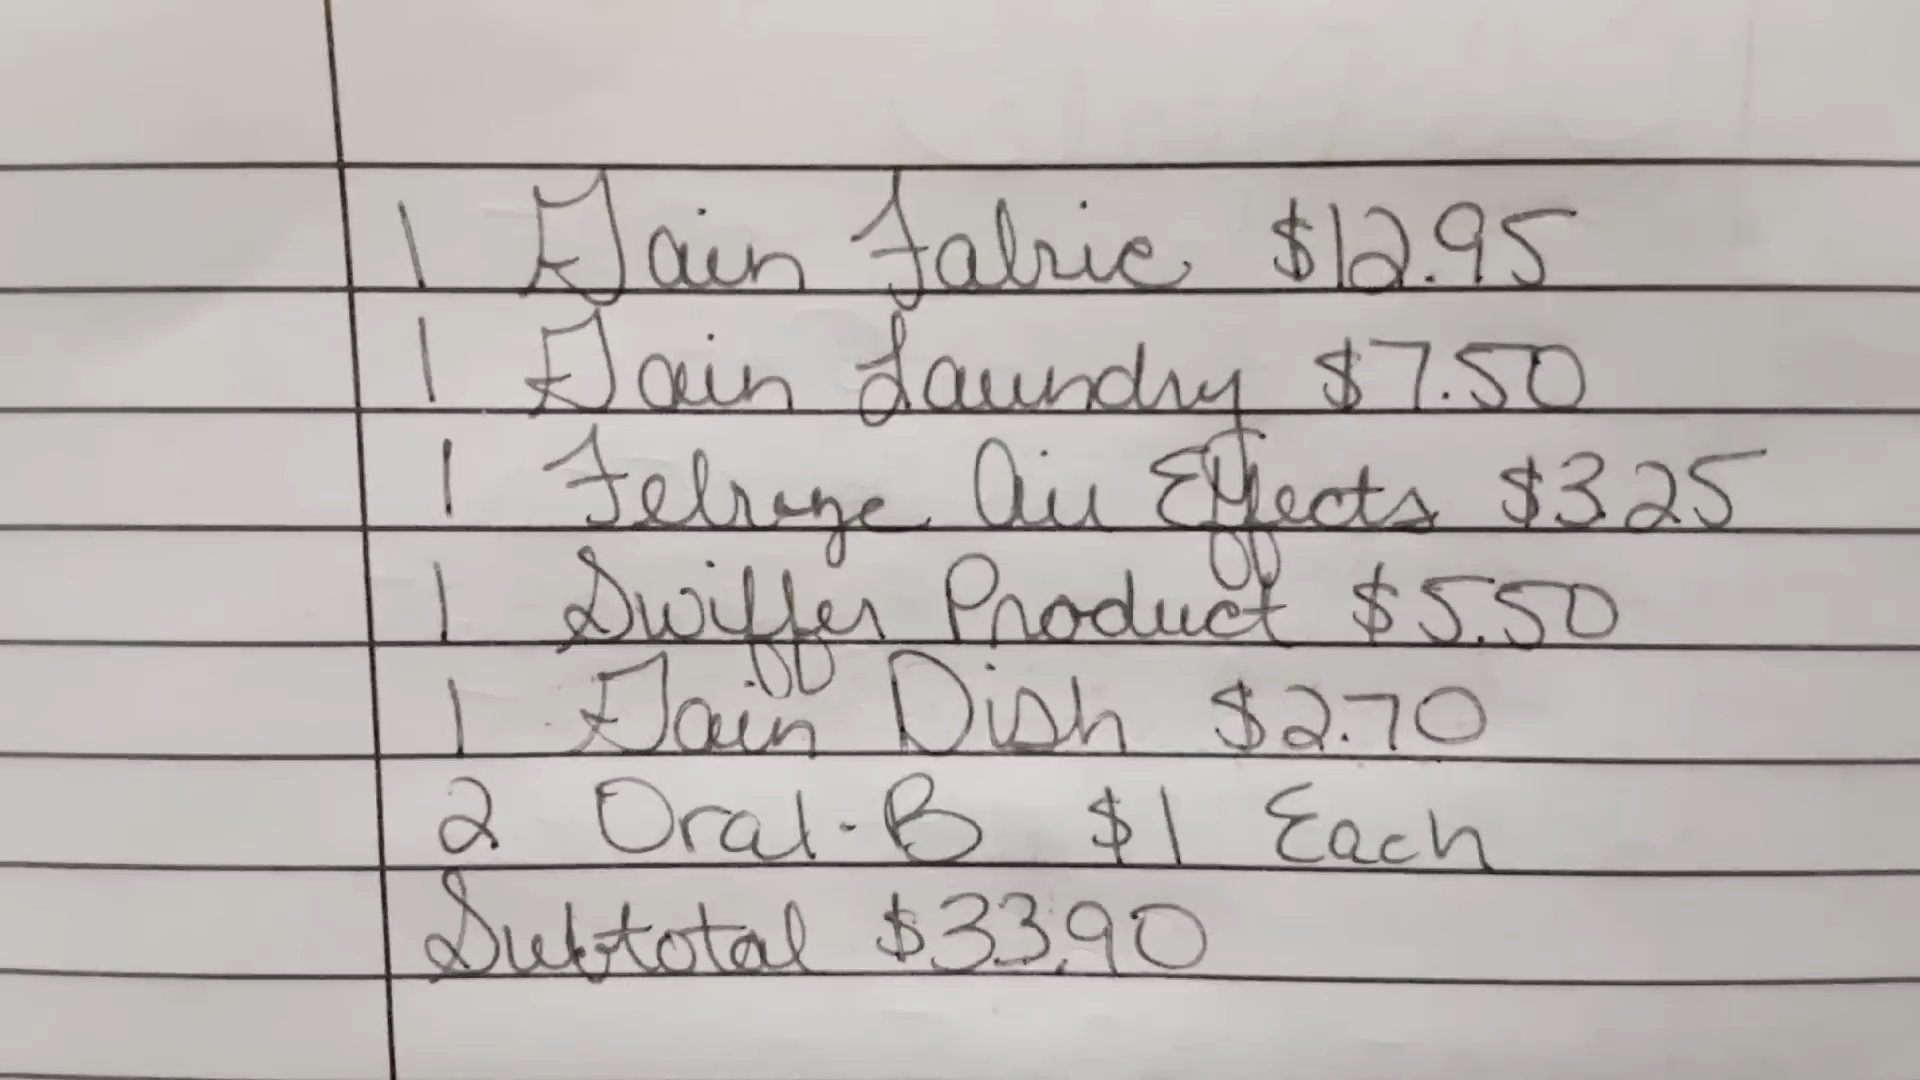 1 Gain Fabric $12.95
1 Gain Laundry $7.50
1 Febreze Air Effects $3.25
1 Swiffer Product $5.50
1 Gain Dish $2.70
2 Oral-B $1 Each
Subtotal $33.90